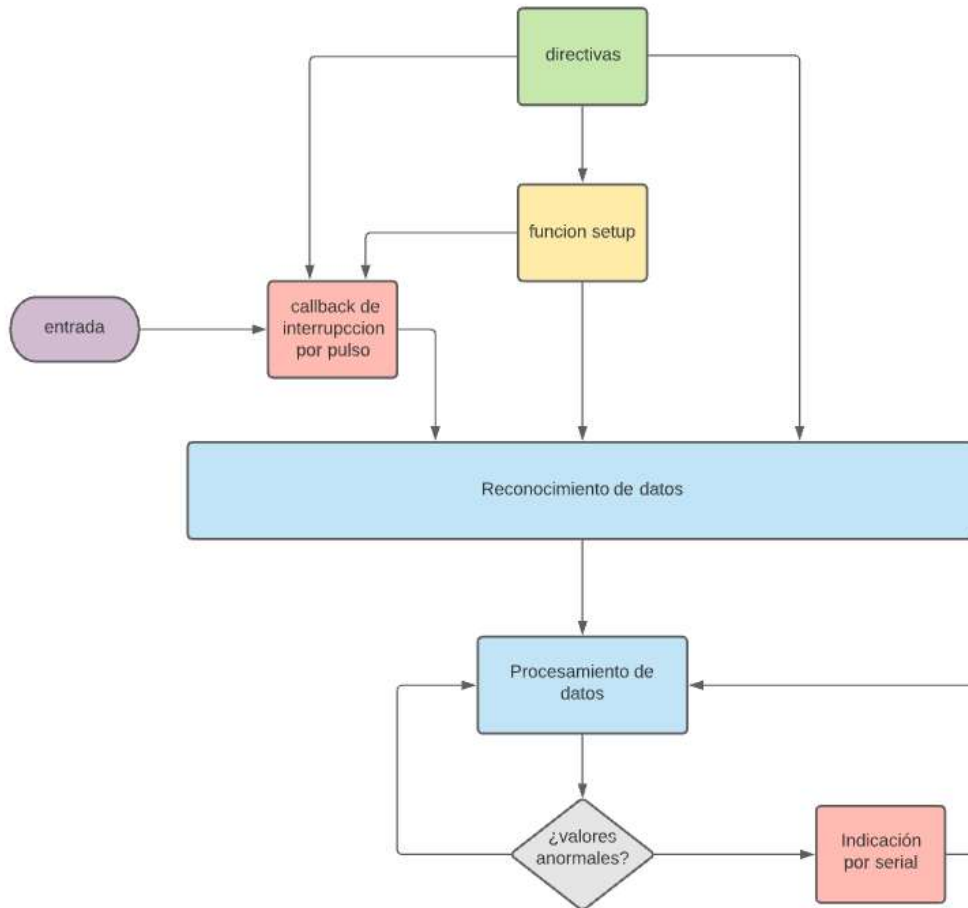 directivas
funcion setup
entrada
callback de
interrupccion
por pulso
Reconocimiento de datos
Procesamiento de
datos
¿valores
anormales?
Indicación
por serial